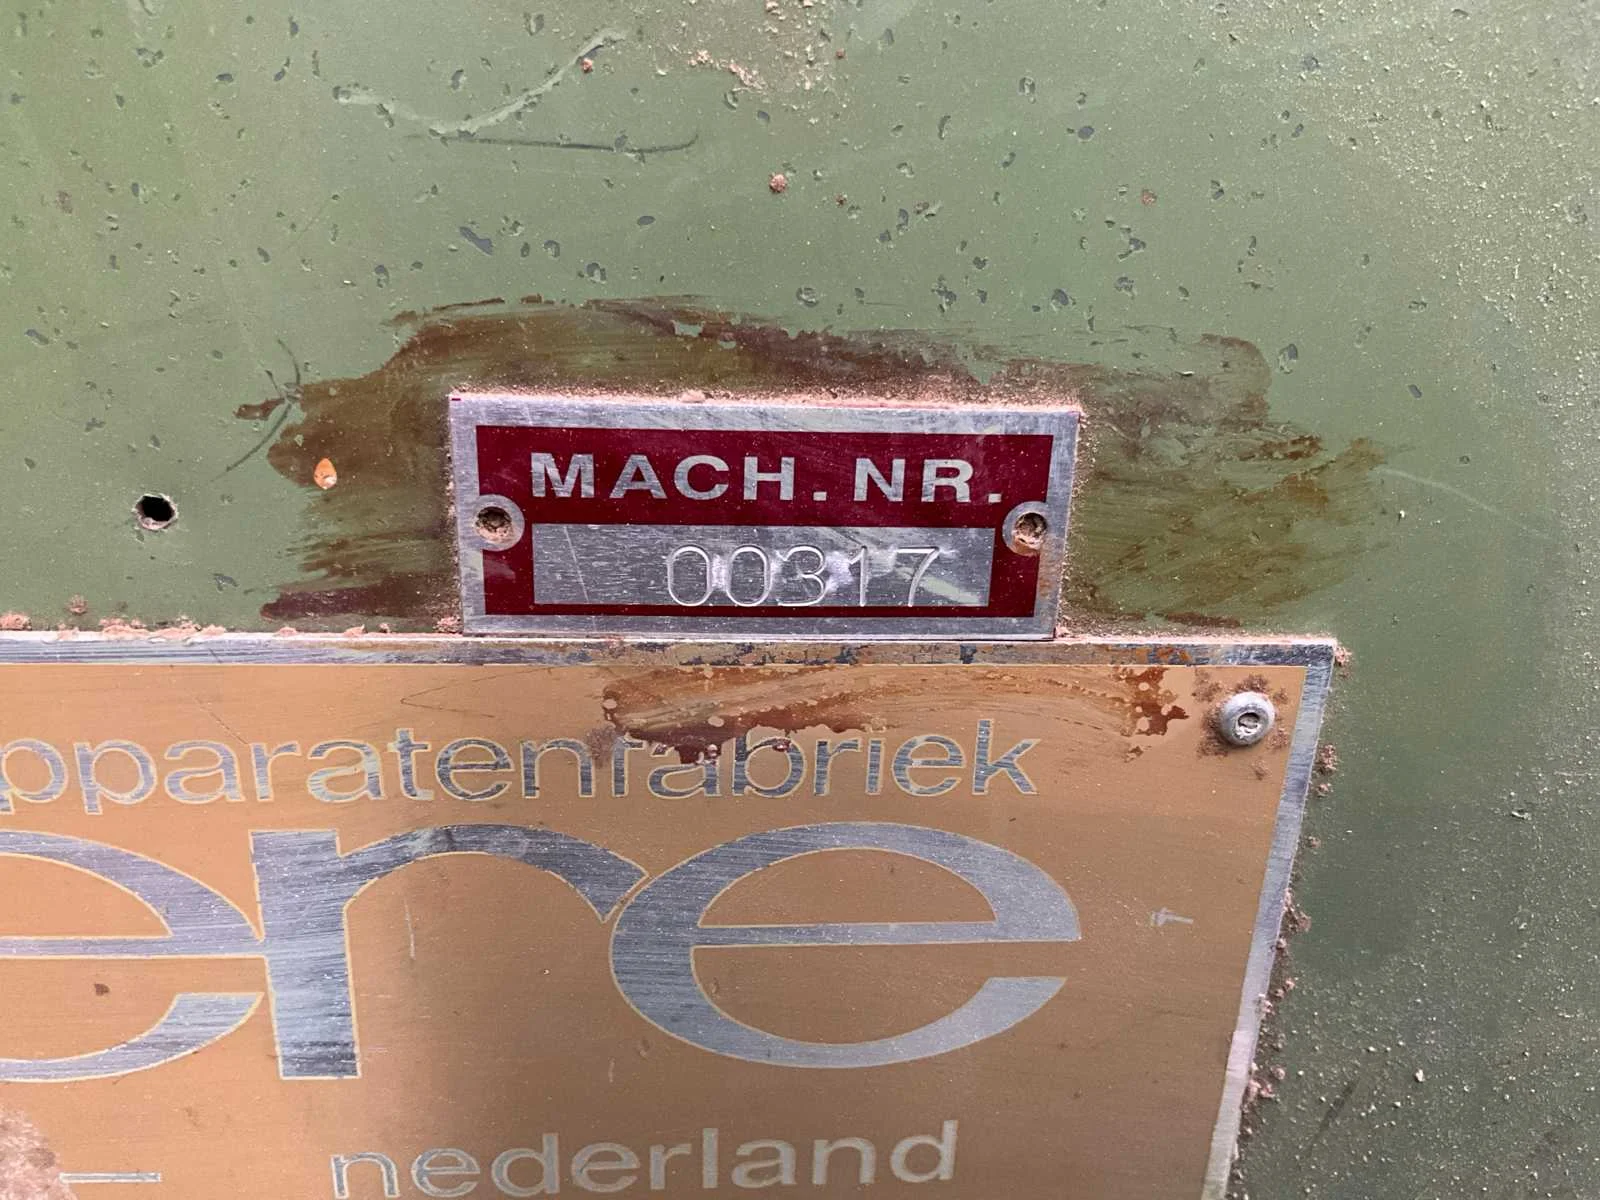 MACH. NR.
00317
pparatenfabriek
ere
— nederland